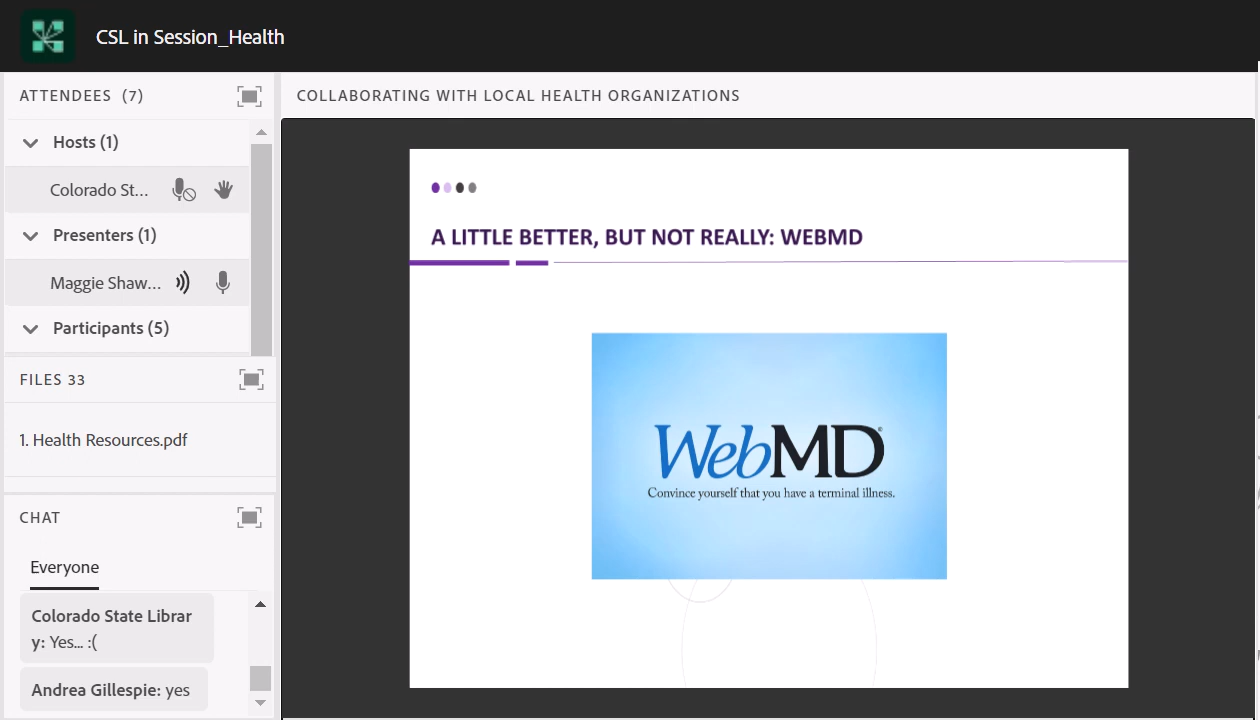 CSL in Session_Health
ATTENDEES (7)
Hosts (1)
Colorado St...
Presenters (1)
Maggie Shaw...
Participants (5)
FILES 33
1. Health Resources.pdf
CHAT
Everyone
Colorado State Librar
y: Yes... :(
Andrea Gillespie: yes
COLLABORATING WITH LOCAL HEALTH ORGANIZATIONS
A LITTLE BETTER, BUT NOT REALLY: WEBMD
WebMD®
Convince yourself that you have a terminal illness.